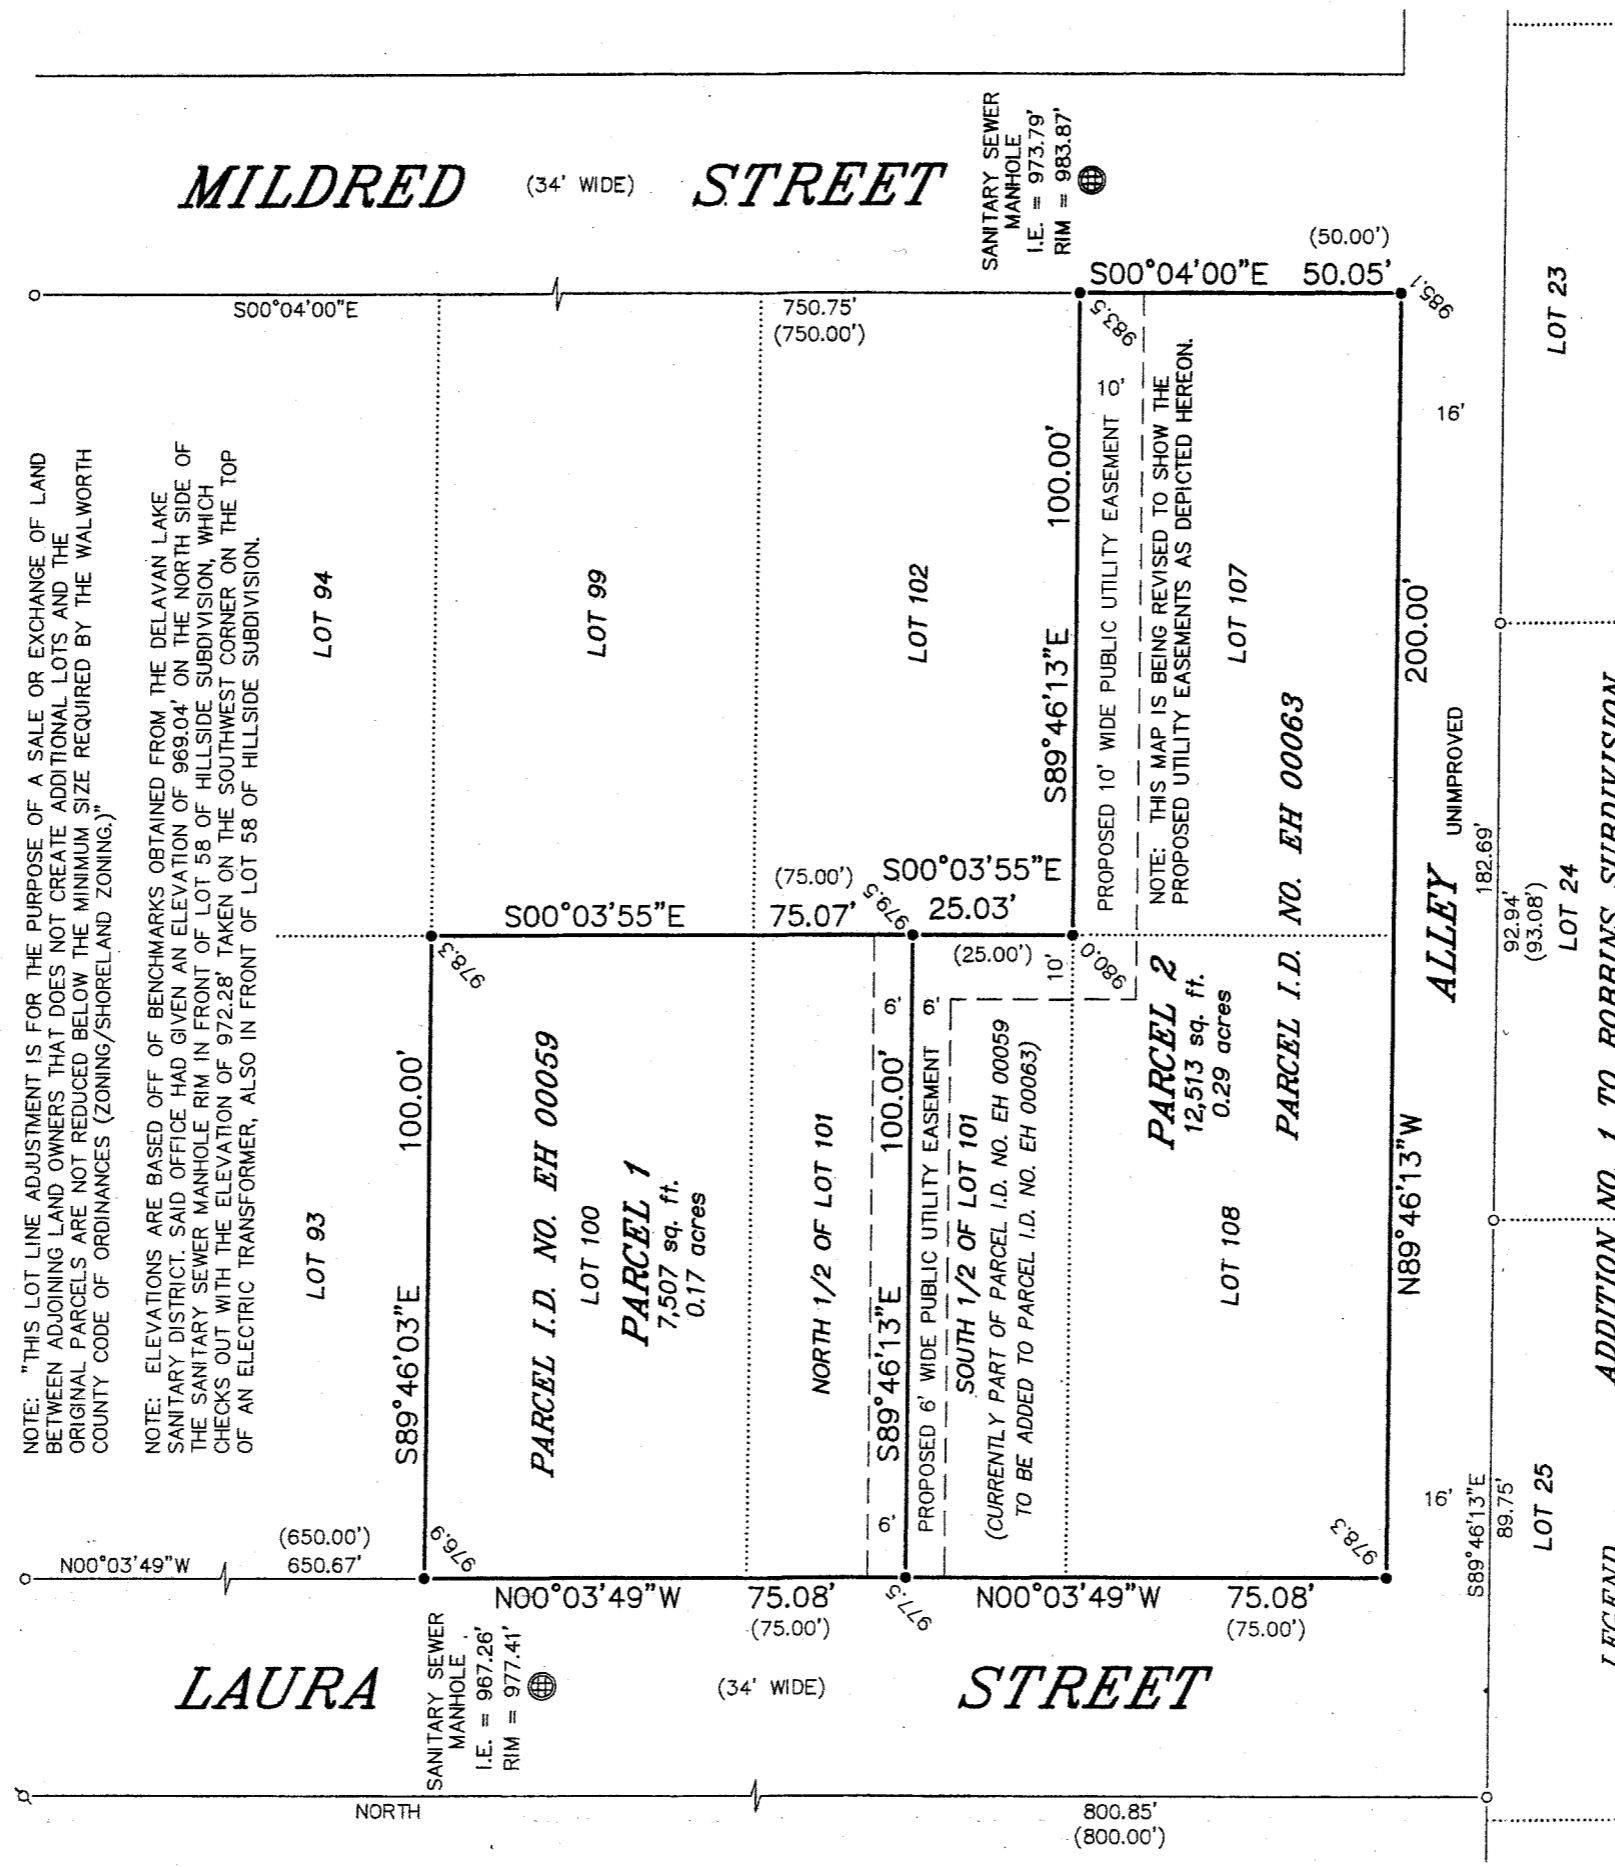 MILDRED (34' WIDE) STREET
SANITARY SEWER
MANHOLE
I.E. = 973.79'
RIM = 983.87'
(50.00')
S00°04'00"E 50.05'
985.1
983.5
S00°04'00"E
750.75'
(750.00')
LOT 23
16'
NOTE: "THIS LOT LINE ADJUSTMENT IS FOR THE PURPOSE OF A SALE OR EXCHANGE OF LAND
BETWEEN ADJOINING LAND OWNERS THAT DOES NOT CREATE ADDITIONAL LOTS AND THE
ORIGINAL PARCELS ARE NOT REDUCED BELOW THE MINIMUM SIZE REQUIRED BY THE WALWORTH
COUNTY CODE OF ORDINANCES (ZONING/SHORELAND ZONING.)"
NOTE: ELEVATIONS ARE BASED OFF OF BENCHMARKS OBTAINED FROM THE DELAVAN LAKE
SANITARY DISTRICT. SAID OFFICE HAD GIVEN AN ELEVATION OF 969.04' ON THE NORTH SIDE OF
THE SANITARY SEWER MANHOLE RIM IN FRONT OF LOT 58 OF HILLSIDE SUBDIVISION, WHICH
CHECKS OUT WITH THE ELEVATION OF 972.28' TAKEN ON THE SOUTHWEST CORNER ON THE TOP
OF AN ELECTRIC TRANSFORMER, ALSO IN FRONT OF LOT 58 OF HILLSIDE SUBDIVISION.
LOT 94
LOT 99
LOT 102
S89°46'13"E 100.00'
PROPOSED 10' WIDE PUBLIC UTILITY EASEMENT 10'
NOTE: THIS MAP IS BEING REVISED TO SHOW THE
PROPOSED UTILITY EASEMENTS AS DEPICTED HEREON.
LOT 107
200.00'
N89°46'13"W
ALLEY UNIMPROVED
182.69'
92.94'
(93.08')
LOT 24
S00°03'55"E
(75.00')
75.07'
979.5
S00°03'55"E
25.03'
(25.00')
10'
980.0
978.3
LOT 93
S89°46'03"E 100.00'
PARCEL I.D. NO. EH 00059
LOT 100
PARCEL 1
7,507 sq. ft.
0.17 acres
NORTH 1/2 OF LOT 101
6'
6'
S89°46'13"E 100.00'
6'
PROPOSED 6' WIDE PUBLIC UTILITY EASEMENT
SOUTH 1/2 OF LOT 101
(CURRENTLY PART OF PARCEL I.D. NO. EH 00059
TO BE ADDED TO PARCEL I.D. NO. EH 00063)
PARCEL 2
12,513 sq. ft.
0.29 acres
PARCEL I.D. NO. EH 00063
LOT 108
978.3
16'
S89°46'13"E
89.75'
LOT 25
ADDITION NO. 1 TO ROBBINS SUBDIVISION
LEGEND
N00°03'49"W
(650.00')
650.67'
976.9
N00°03'49"W 75.08'
(75.00')
977.5
N00°03'49"W 75.08'
(75.00')
SANITARY SEWER
MANHOLE
I.E. = 967.26'
RIM = 977.41'
LAURA (34' WIDE) STREET
NORTH
800.85'
(800.00')